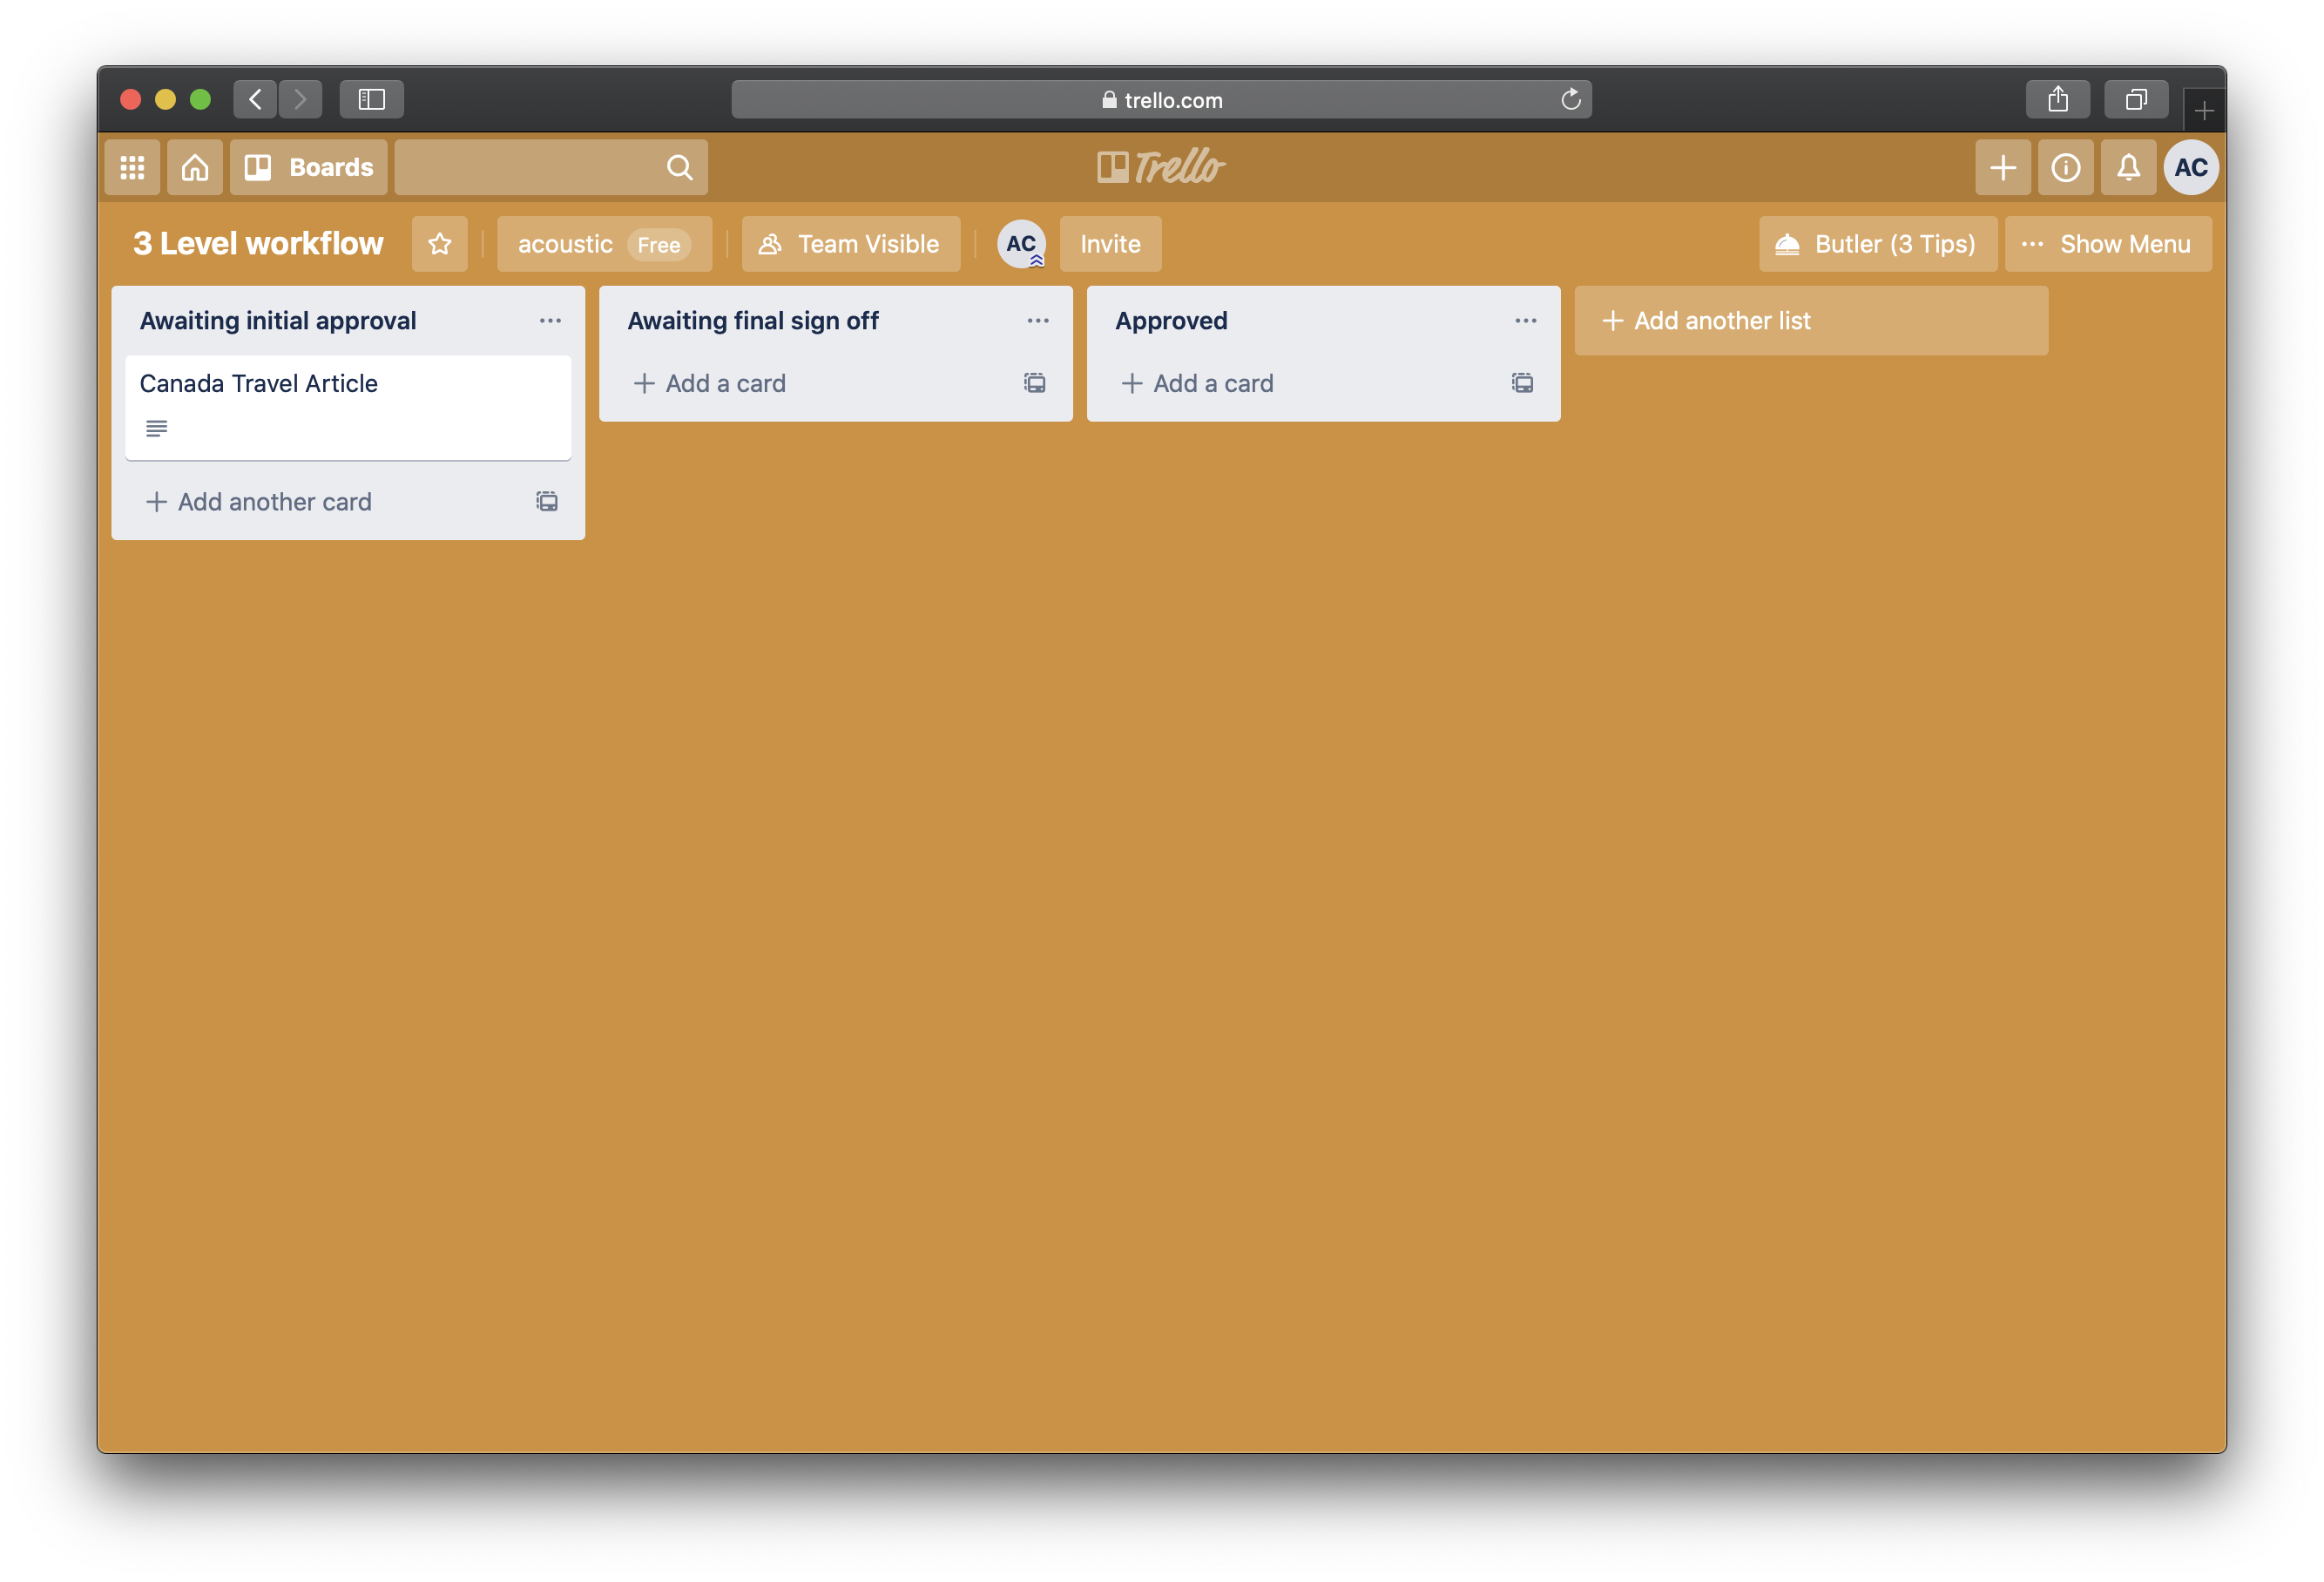 trello.com
Boards
Trello
AC
3 Level workflow
acoustic Free
Team Visible
AC
Invite
Butler (3 Tips)
Show Menu
Awaiting initial approval
Canada Travel Article
Add another card
Awaiting final sign off
Add a card
Approved
Add a card
Add another list